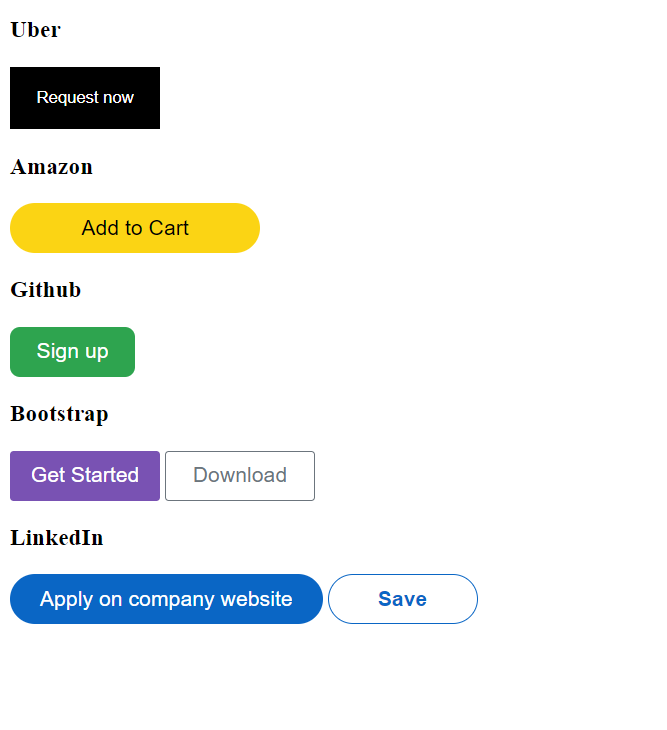 Uber
Request now
Amazon
Add to Cart
Github
Sign up
Bootstrap
Get Started Download
LinkedIn
Apply on company website Save